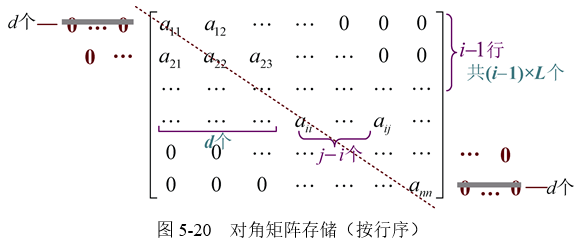 d个 0 … 0 a11 a12 … … 0 0 0
0 … a21 a22 a23 … … 0 0 i–1行
… … … … … … … 共(i–1)×L个
… … … aii … aij …
d个 j–i个
0 0 … … … … … … 0
0 0 0 … … … ann 0 … 0 d个
图 5-20 对角矩阵存储（按行序）